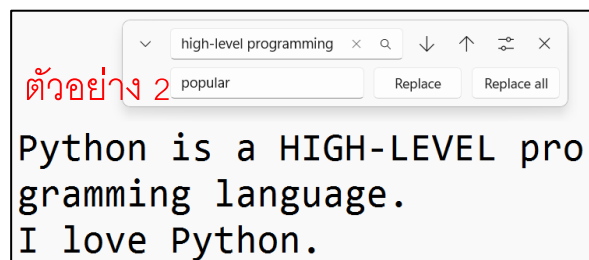 high-level programming
ตัวอย่าง 2
popular
Replace
Replace all
Python is a HIGH-LEVEL pro
gramming language.
I love Python.